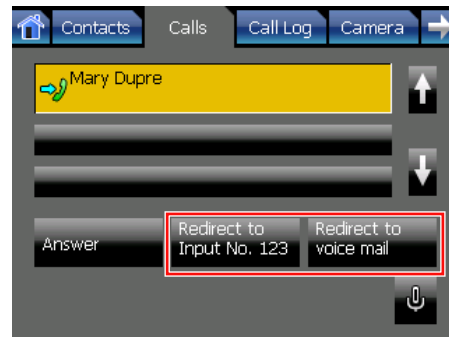 Contacts Calls Call Log Camera
Mary Dupre
Answer
Redirect to
Input No. 123
Redirect to
voice mail